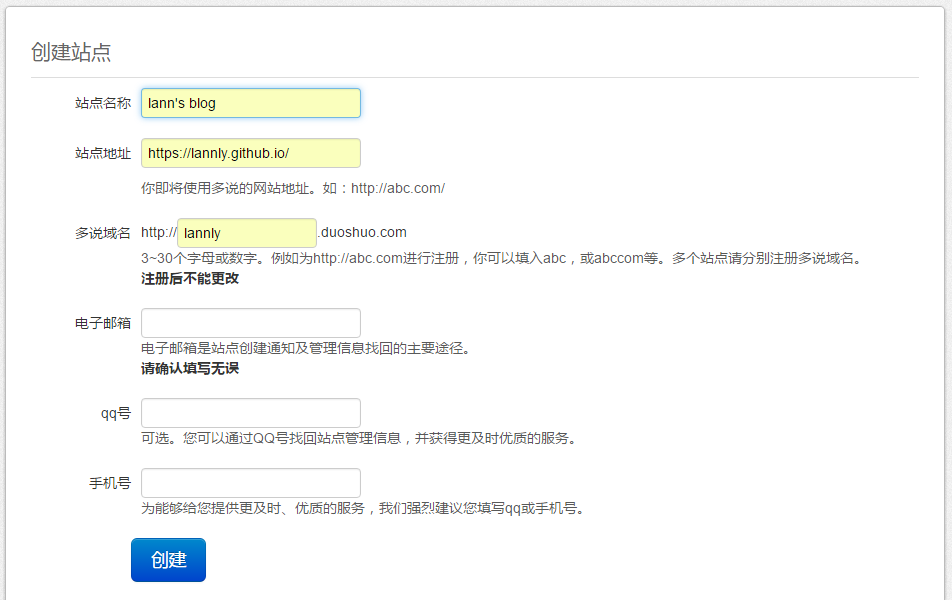 创建站点
站点名称 lann's blog
站点地址 https://lannly.github.io/
你即将使用多说的网站地址。如：http://abc.com/
多说域名 http:// lannly .duoshuo.com
3~30个字母或数字。例如为http://abc.com进行注册，你可以填入abc，或abccom等。多个站点请分别注册多说域名。
注册后不能更改
电子邮箱
电子邮箱是站点创建通知及管理信息找回的主要途径。
请确认填写无误
qq号
可选。您可以通过QQ号找回站点管理信息，并获得更及时优质的服务。
手机号
为能够给您提供更及时、优质的服务，我们强烈建议您填写qq或手机号。
创建